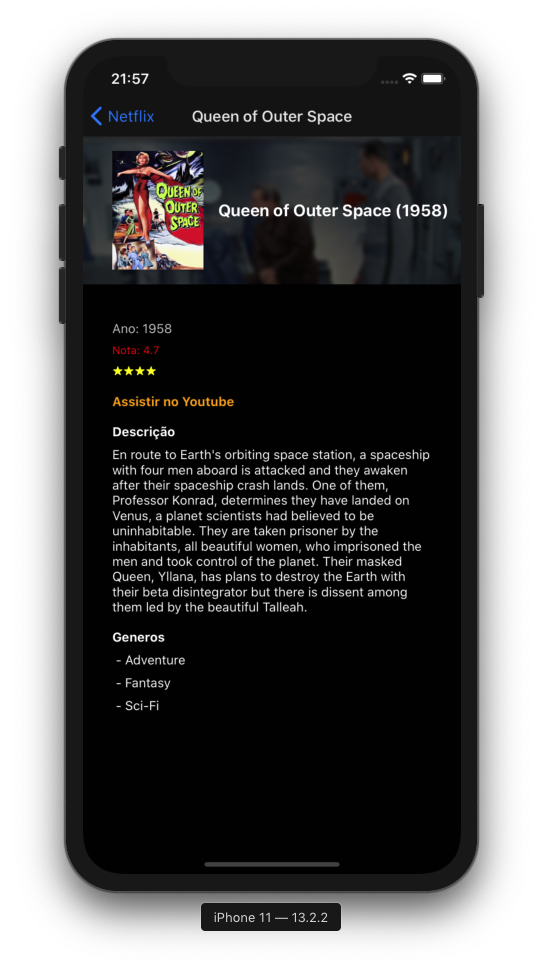 21:57
Netflix
Queen of Outer Space
QUEEN OF
OUTER
SPACE
Queen of Outer Space (1958)
Ano: 1958
Nota: 4.7
★★★★
Assistir no Youtube
Descrição
En route to Earth's orbiting space station, a spaceship
with four men aboard is attacked and they awaken
after their spaceship crash lands. One of them,
Professor Konrad, determines they have landed on
Venus, a planet scientists had believed to be
uninhabitable. They are taken prisoner by the
inhabitants, all beautiful women, who imprisoned the
men and took control of the planet. Their masked
Queen, Yllana, has plans to destroy the Earth with
their beta disintegrator but there is dissent among
them led by the beautiful Talleah.
Generos
- Adventure
- Fantasy
- Sci-Fi
iPhone 11 — 13.2.2